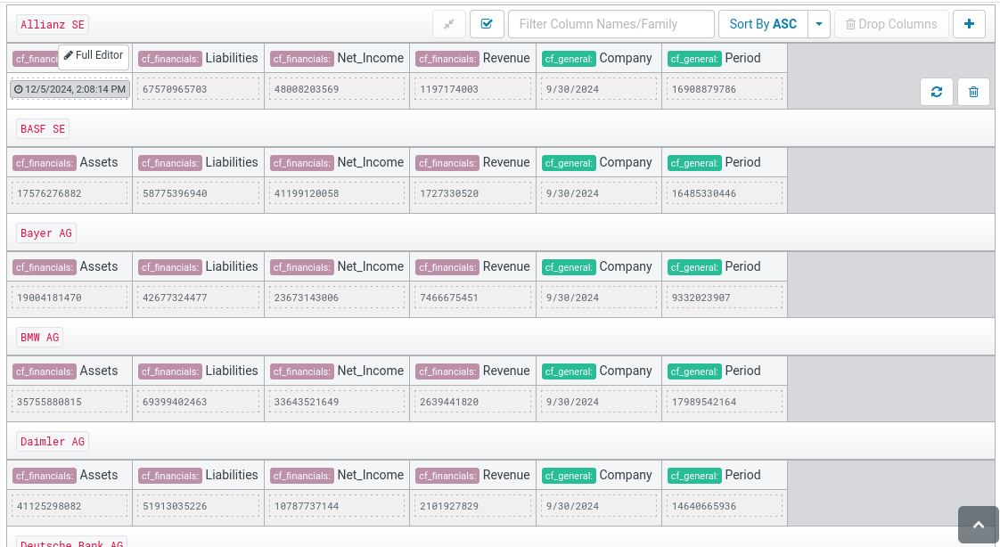 Allianz SE
Filter Column Names/Family
Sort By ASC
Drop Columns
cf_financi Full Editor cf_financials: Liabilities cf_financials: Net_Income cf_financials: Revenue cf_general: Company cf_general: Period
12/5/2024, 2:08:14 PM 67570965703 48008203569 1197174003 9/30/2024 16908879786
BASF SE
cf_financials: Assets cf_financials: Liabilities cf_financials: Net_Income cf_financials: Revenue cf_general: Company cf_general: Period
17576276882 58775396940 41199120058 1727330520 9/30/2024 16485330446
Bayer AG
cf_financials: Assets cf_financials: Liabilities cf_financials: Net_Income cf_financials: Revenue cf_general: Company cf_general: Period
19004181470 42677324477 23673143006 7466675451 9/30/2024 9332023907
BMW AG
cf_financials: Assets cf_financials: Liabilities cf_financials: Net_Income cf_financials: Revenue cf_general: Company cf_general: Period
35755880815 69399402463 33643521649 2639441820 9/30/2024 17989542164
Daimler AG
cf_financials: Assets cf_financials: Liabilities cf_financials: Net_Income cf_financials: Revenue cf_general: Company cf_general: Period
41125298082 51913035226 10787737144 2101927829 9/30/2024 14640665936
Deutsche Bank AG